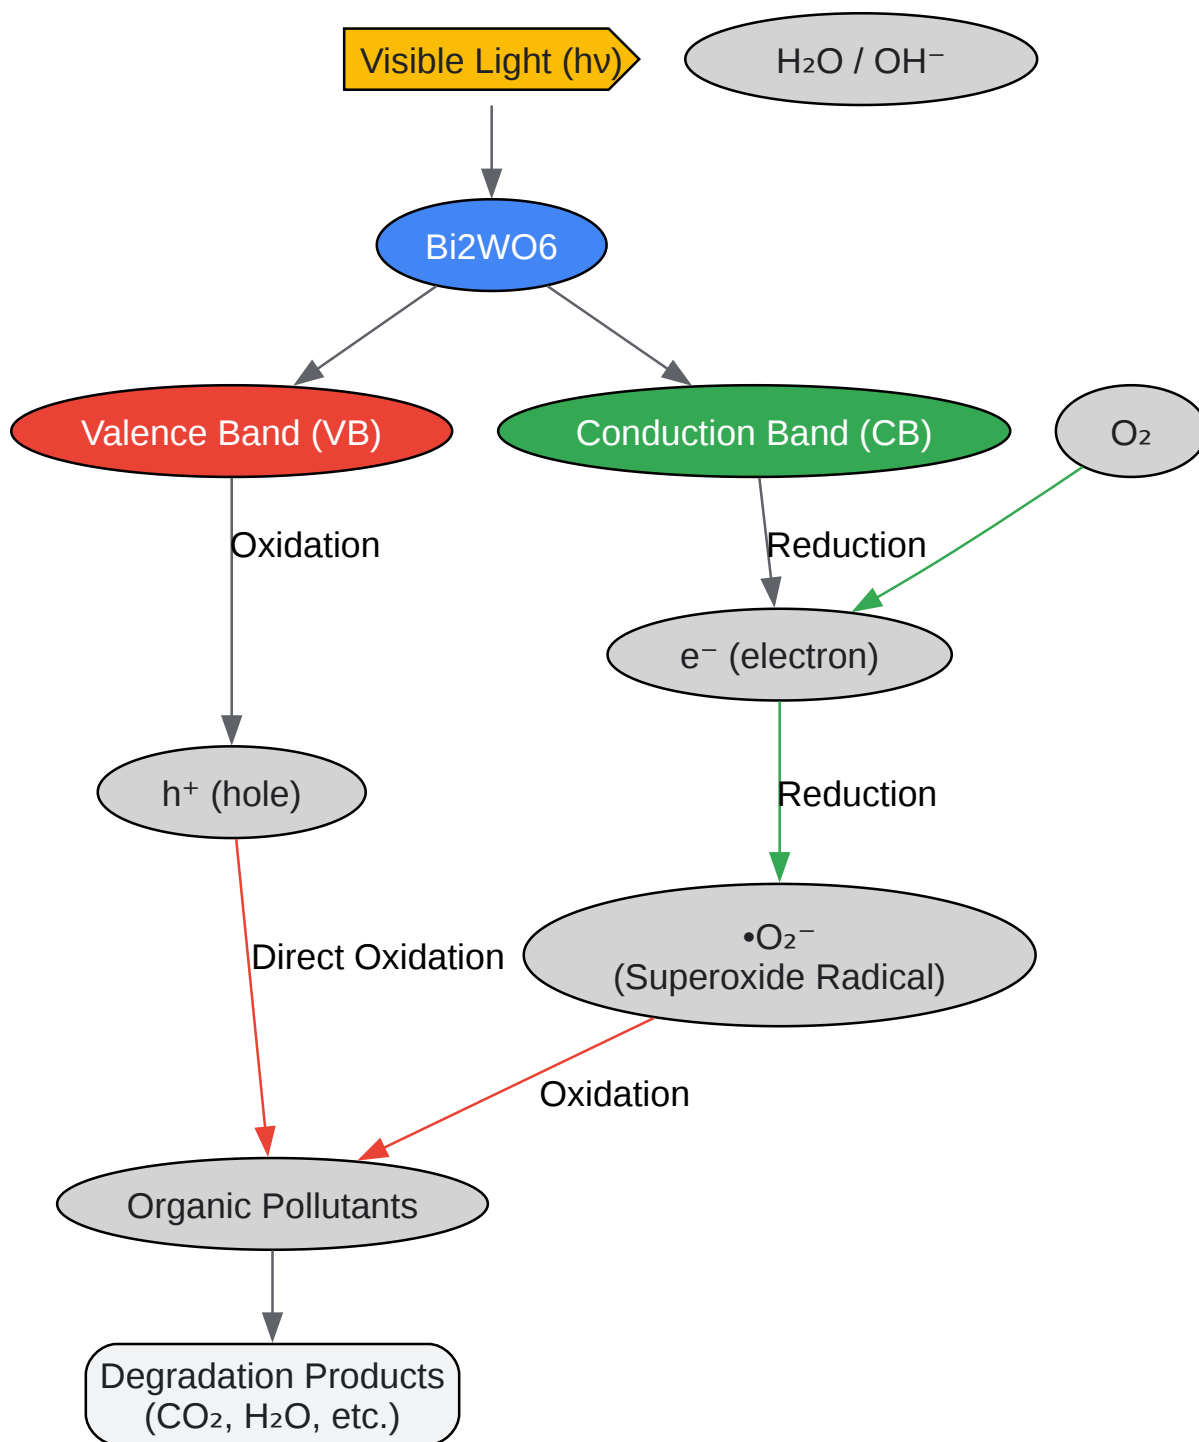 Visible Light (hν)
H₂O / OH⁻
Bi2WO6
Valence Band (VB)
Conduction Band (CB)
O₂
Oxidation
Reduction
e⁻ (electron)
h⁺ (hole)
Reduction
•O₂⁻
(Superoxide Radical)
Direct Oxidation
Oxidation
Organic Pollutants
Degradation Products
(CO₂, H₂O, etc.)